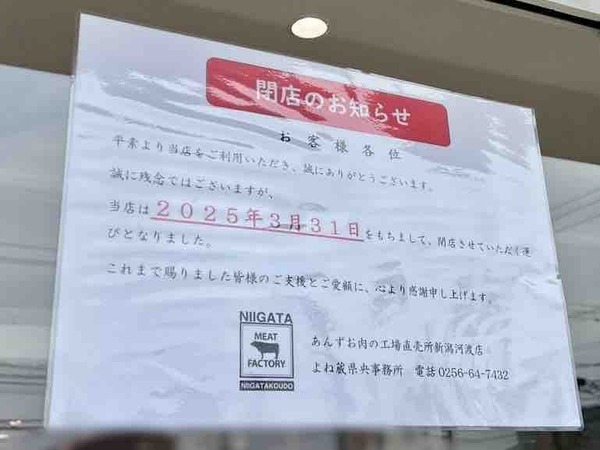 閉店のお知らせ
お客様各位
平素より当店をご利用いただき、誠にありがとうございます。
誠に残念ではございますが、
当店は2025年3月31日をもちまして、閉店させていただく運
びとなりました。
これまで賜りました皆様のご支援とご愛顧に、心より感謝申し上げます。
NIIGATA
MEAT
FACTORY
NIIGATAKOUDO
あんずお肉の工場直売所新潟河渡店
よね蔵県央事務所 電話0256-64-7432